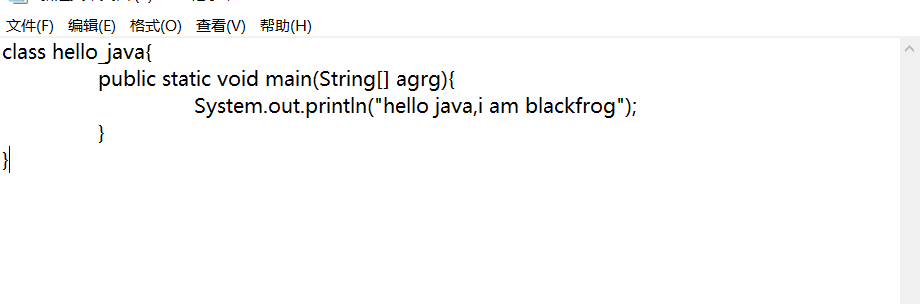 文件(F) 编辑(E) 格式(O) 查看(V) 帮助(H)
class hello_java{
public static void main(String[] agrg){
System.out.println("hello java,i am blackfrog");
}
}